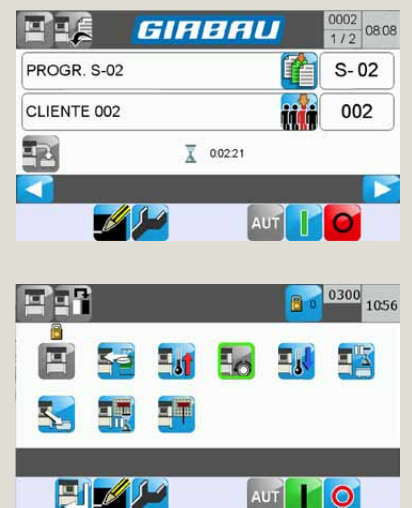 GIRBAU
0002
1 / 2
08:08
PROGR. S-02
S- 02
CLIENTE 002
002
0:02:21
AUT
0
0300
10:56
AUT